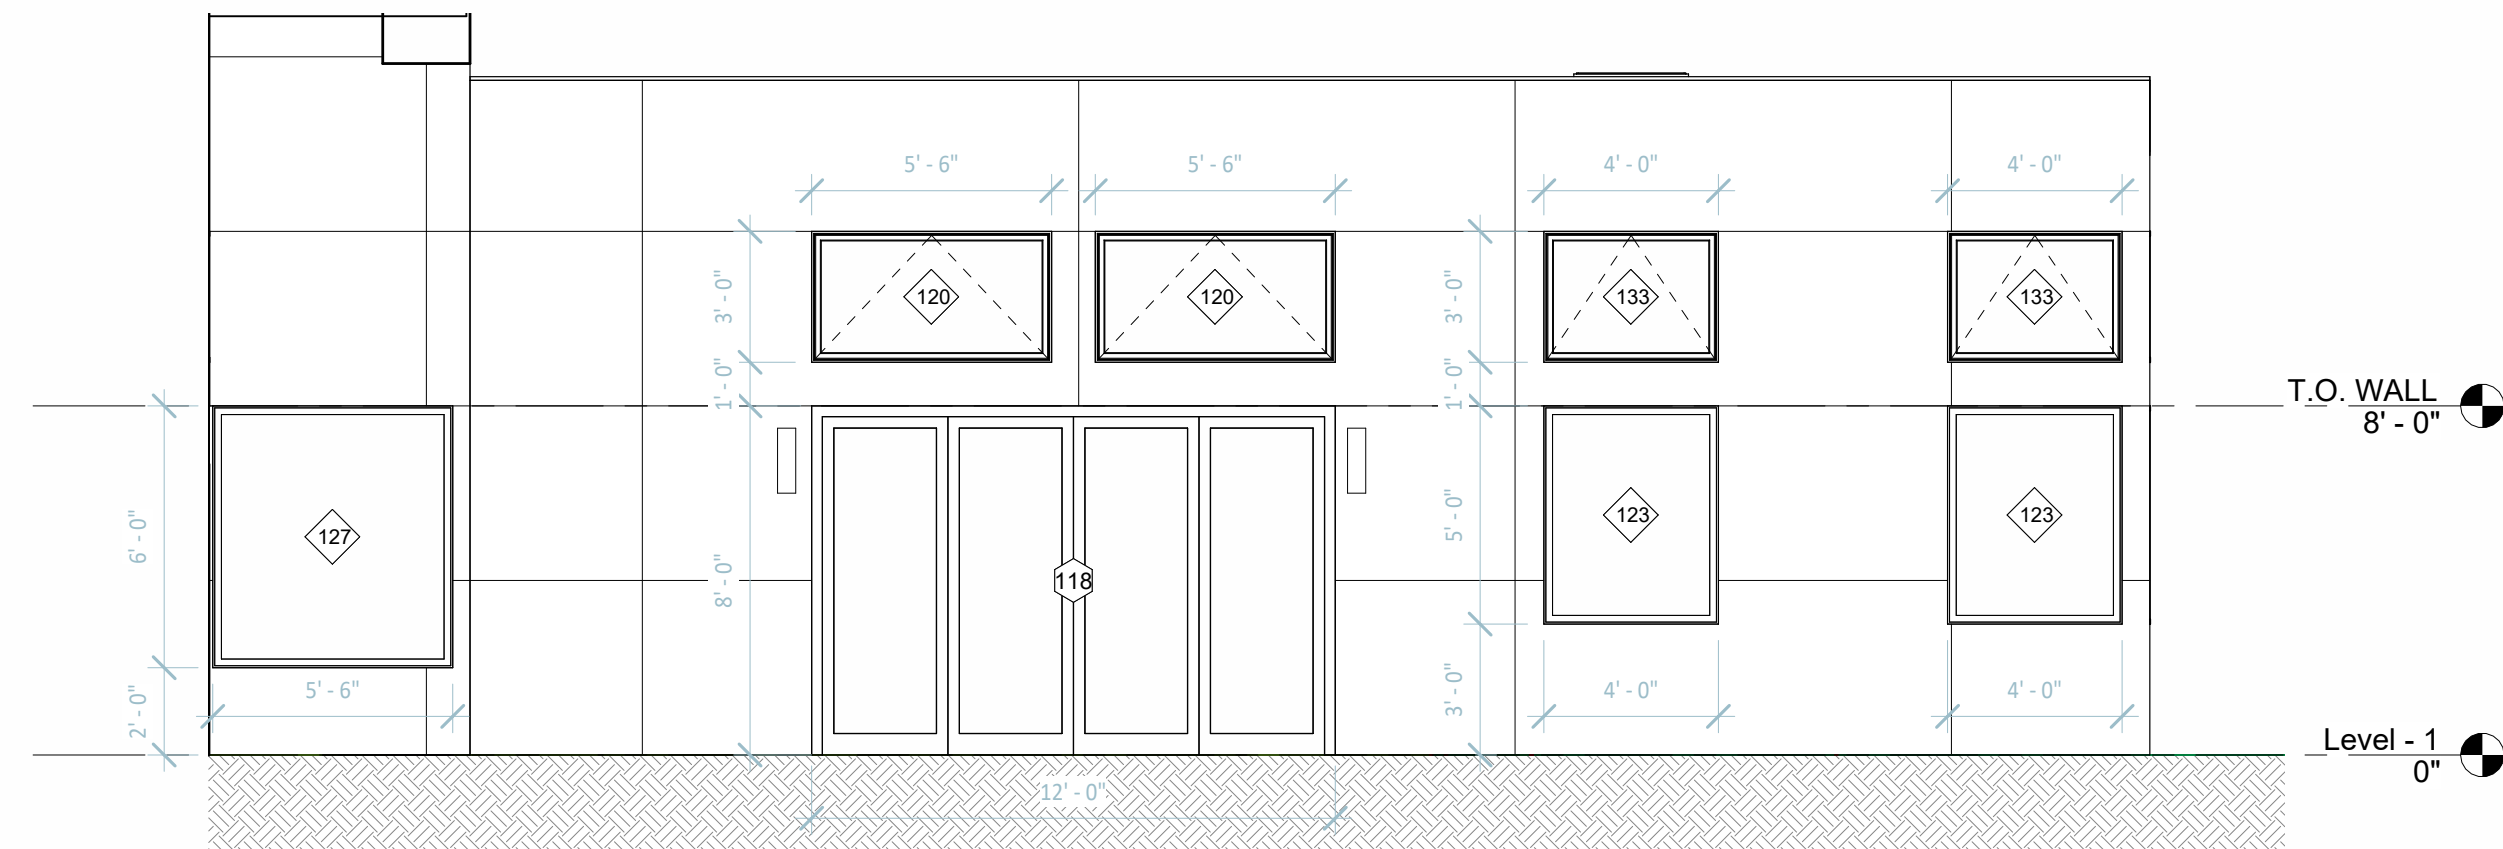 5' - 6"
5' - 6"
4' - 0"
4' - 0"
3' - 0"
120
120
3' - 0"
133
133
1' - 0"
1' - 0"
T.O. WALL
8' - 0"
6' - 0"
127
8' - 0"
118
5' - 0"
123
123
2' - 0"
5' - 6"
3' - 0"
4' - 0"
4' - 0"
Level - 1
0"
12' - 0"